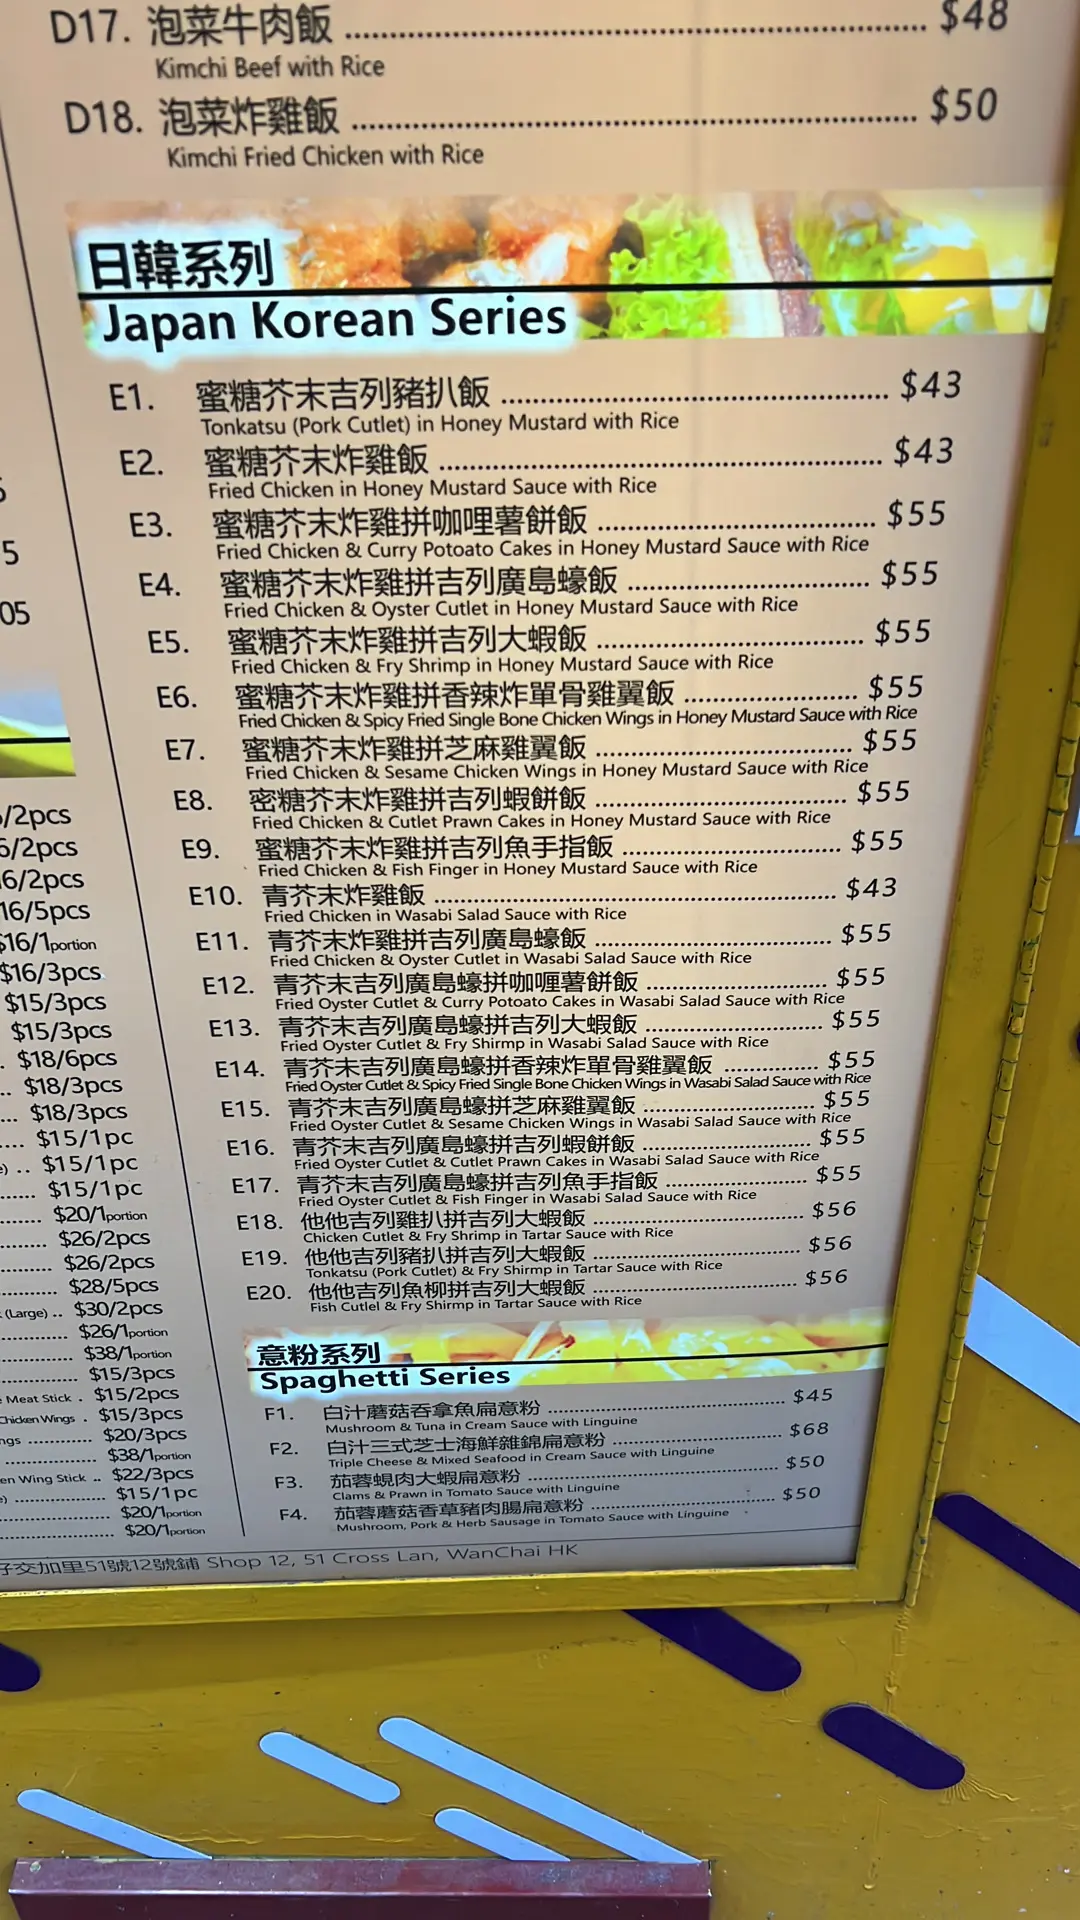 D17. 泡菜牛肉飯 $48
Kimchi Beef with Rice
D18. 泡菜炸雞飯 $50
Kimchi Fried Chicken with Rice
日韓系列
Japan Korean Series
E1. 蜜糖芥末吉列豬扒飯 $43
Tonkatsu (Pork Cutlet) in Honey Mustard with Rice
E2. 蜜糖芥末炸雞飯 $43
Fried Chicken in Honey Mustard Sauce with Rice
E3. 蜜糖芥末炸雞拼咖哩薯餅飯 $55
Fried Chicken & Curry Potoato Cakes in Honey Mustard Sauce with Rice
E4. 蜜糖芥末炸雞拼吉列廣島蠔飯 $55
Fried Chicken & Oyster Cutlet in Honey Mustard Sauce with Rice
E5. 蜜糖芥末炸雞拼吉列大蝦飯 $55
Fried Chicken & Fry Shrimp in Honey Mustard Sauce with Rice
E6. 蜜糖芥末炸雞拼香辣炸單骨雞翼飯 $55
Fried Chicken & Spicy Fried Single Bone Chicken Wings in Honey Mustard Sauce with Rice
E7. 蜜糖芥末炸雞拼芝麻雞翼飯 $55
Fried Chicken & Sesame Chicken Wings in Honey Mustard Sauce with Rice
E8. 密糖芥末炸雞拼吉列蝦餅飯 $55
Fried Chicken & Cutlet Prawn Cakes in Honey Mustard Sauce with Rice
E9. 蜜糖芥末炸雞拼吉列魚手指飯 $55
Fried Chicken & Fish Finger in Honey Mustard Sauce with Rice
E10. 青芥末炸雞飯 $43
Fried Chicken in Wasabi Salad Sauce with Rice
E11. 青芥末炸雞拼吉列廣島蠔飯 $55
Fried Chicken & Oyster Cutlet in Wasabi Salad Sauce with Rice
E12. 青芥末吉列廣島蠔拼咖喱薯餅飯 $55
Fried Oyster Cutlet & Curry Potoato Cakes in Wasabi Salad Sauce with Rice
E13. 青芥末吉列廣島蠔拼吉列大蝦飯 $55
Fried Oyster Cutlet & Fry Shirmp in Wasabi Salad Sauce with Rice
E14. 青芥末吉列廣島蠔拼香辣炸單骨雞翼飯 $55
Fried Oyster Cutlet & Spicy Fried Single Bone Chicken Wings in Wasabi Salad Sauce with Rice
E15. 青芥末吉列廣島蠔拼芝麻雞翼飯 $55
Fried Oyster Cutlet & Sesame Chicken Wings in Wasabi Salad Sauce with Rice
E16. 青芥末吉列廣島蠔拼吉列蝦餅飯 $55
Fried Oyster Cutlet & Cutlet Prawn Cakes in Wasabi Salad Sauce with Rice
E17. 青芥末吉列廣島蠔拼吉列魚手指飯 $55
Fried Oyster Cutlet & Fish Finger in Wasabi Salad Sauce with Rice
E18. 他他吉列雞扒拼吉列大蝦飯 $56
Chicken Cutlet & Fry Shrimp in Tartar Sauce with Rice
E19. 他他吉列豬扒拼吉列大蝦飯 $56
Tonkatsu (Pork Cutlet) & Fry Shirmp in Tartar Sauce with Rice
E20. 他他吉列魚柳拼吉列大蝦飯 $56
Fish Cutlel & Fry Shirmp in Tartar Sauce with Rice
意粉系列
Spaghetti Series
F1. 白汁蘑菇吞拿魚扁意粉 $45
Mushroom & Tuna in Cream Sauce with Linguine
F2. 白汁三式芝士海鮮雜錦扁意粉 $68
Triple Cheese & Mixed Seafood in Cream Sauce with Linguine
F3. 茄蓉蜆肉大蝦扁意粉 $50
Clams & Prawn in Tomato Sauce with Linguine
F4. 茄蓉蘑菇香草豬肉腸扁意粉 $50
Mushroom, Pork & Herb Sausage in Tomato Sauce with Linguine
5
05
/2pcs
6/2pcs
16/2pcs
16/5pcs
$16/1portion
$16/3pcs
$15/3pcs
$15/3pcs
$18/6pcs
$18/3pcs
$18/3pcs
$15/1pc
$15/1pc
$15/1pc
$20/1portion
$26/2pcs
$26/2pcs
$28/5pcs
(Large) $30/2pcs
$26/1portion
$38/1portion
$15/3pcs
Meat Stick $15/2pcs
Chicken Wings $15/3pcs
ngs $20/3pcs
$38/1portion
en Wing Stick $22/3pcs
$15/1pc
$20/1portion
$20/1portion
仔交加里51號12號鋪 Shop 12, 51 Cross Lan, WanChai HK